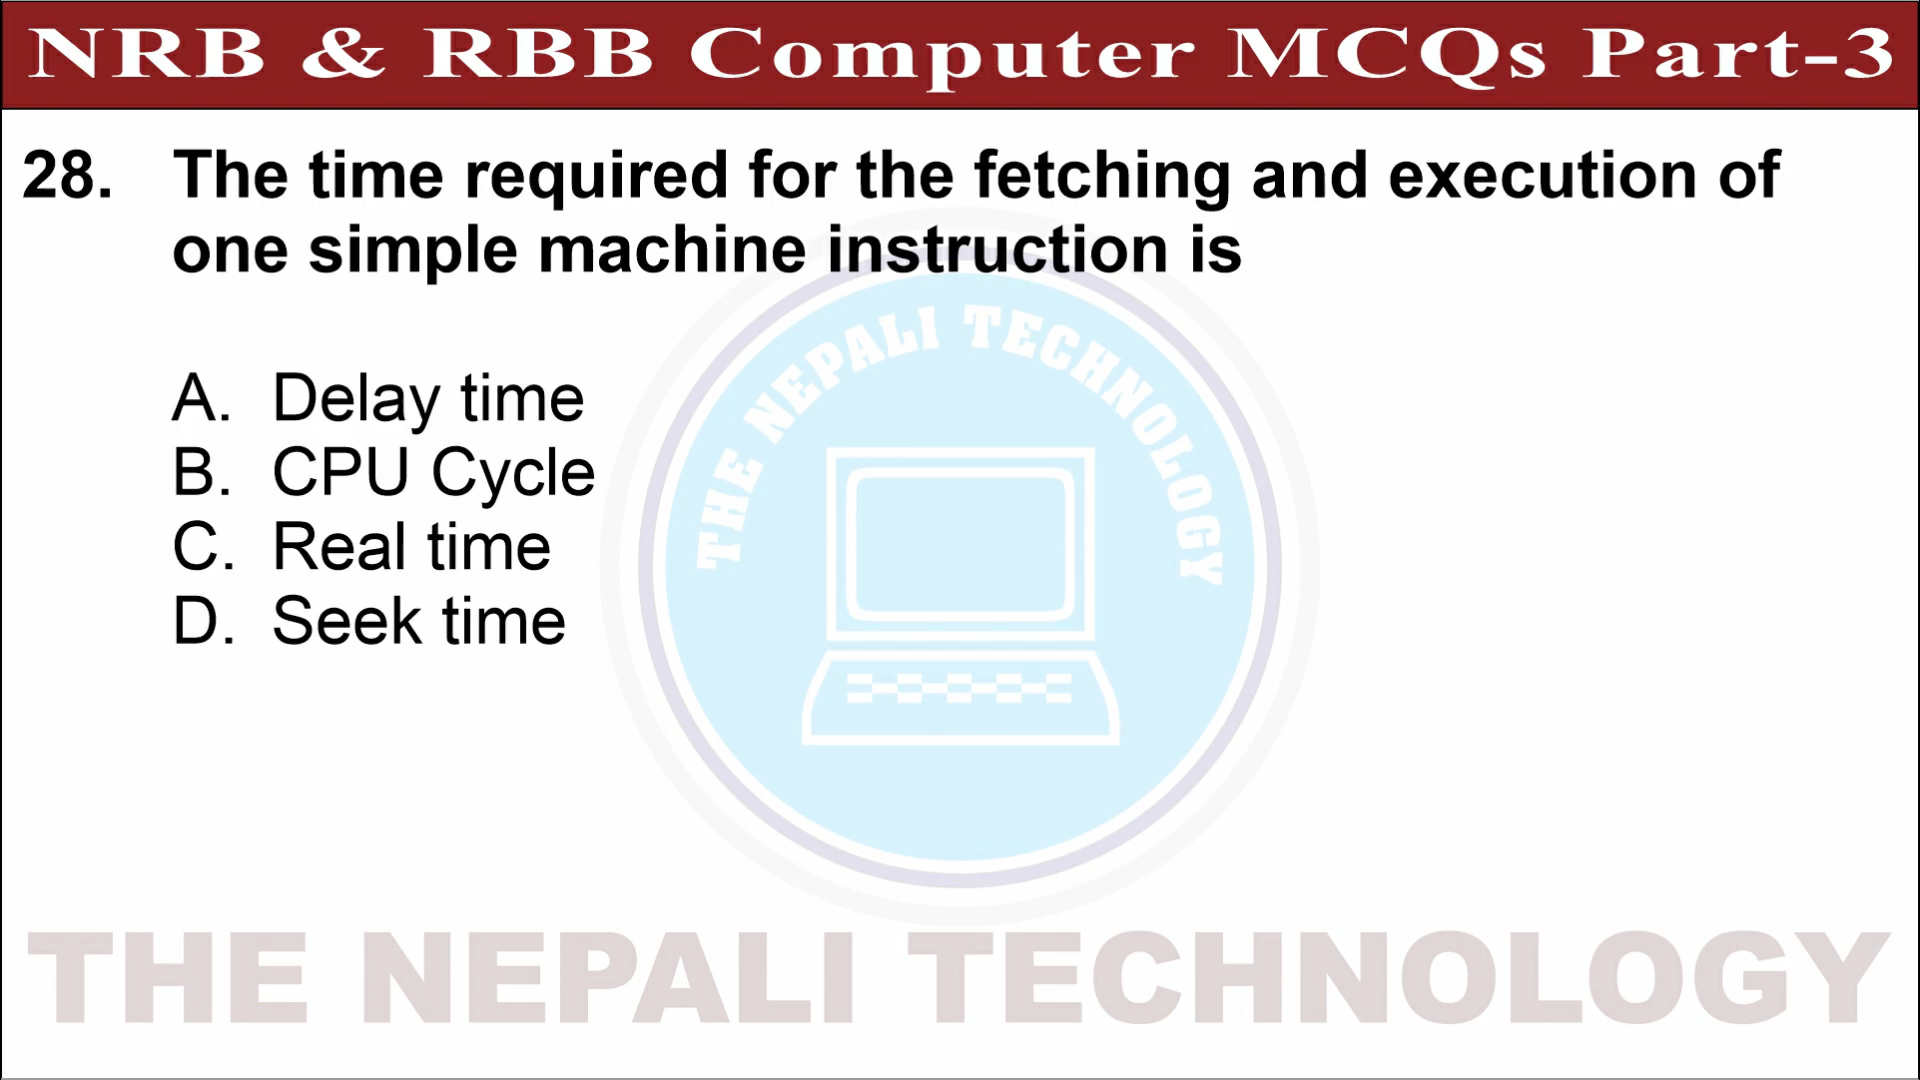 NRB & RBB Computer MCQs Part-3
28. The time required for the fetching and execution of
one simple machine instruction is
A. Delay time
B. CPU Cycle
C. Real time
D. Seek time
THE NEPALI TECHNOLOGY
THE NEPALI TECHNOLOGY